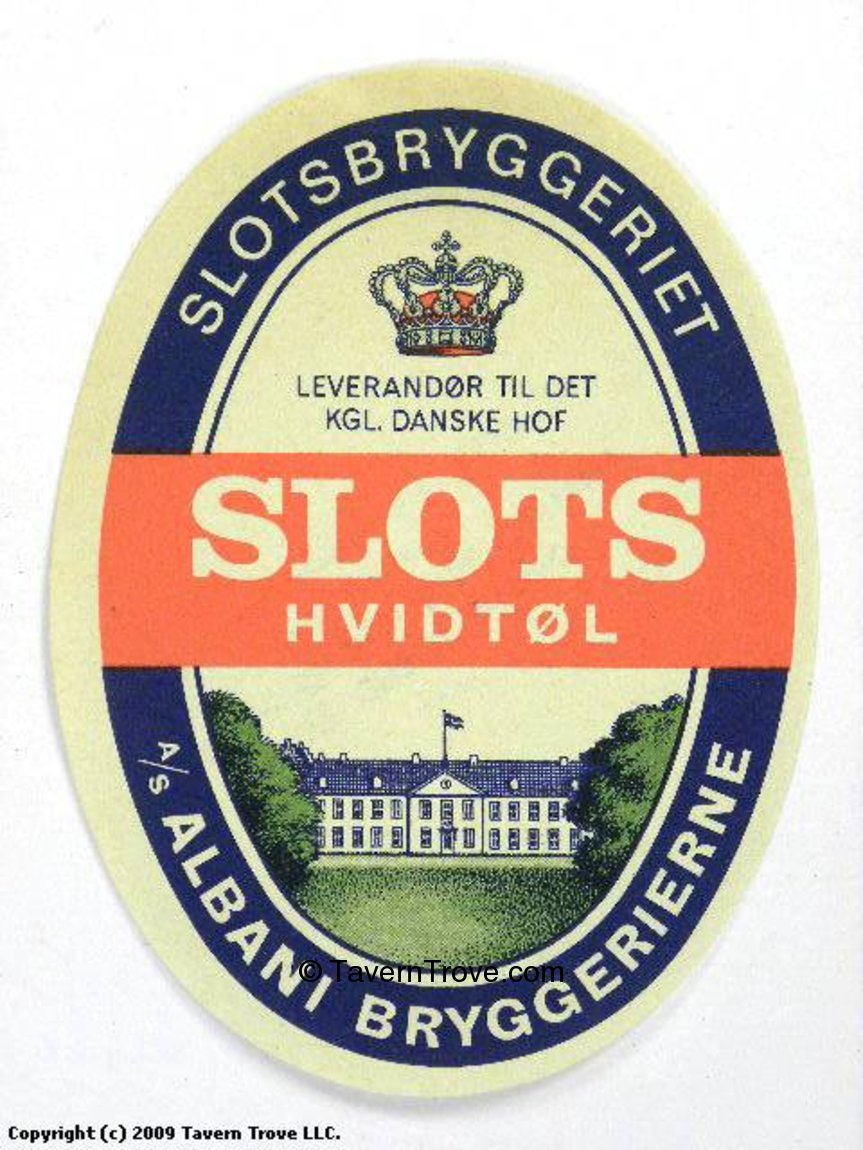 SLOTSBRYGGERIET
LEVERANDØR TIL DET
KGL. DANSKE HOF
SLOTS
HVIDTØL
A/S ALBANI BRYGGERIERNE
© TavernTrove.com
Copyright (c) 2009 Tavern Trove LLC.